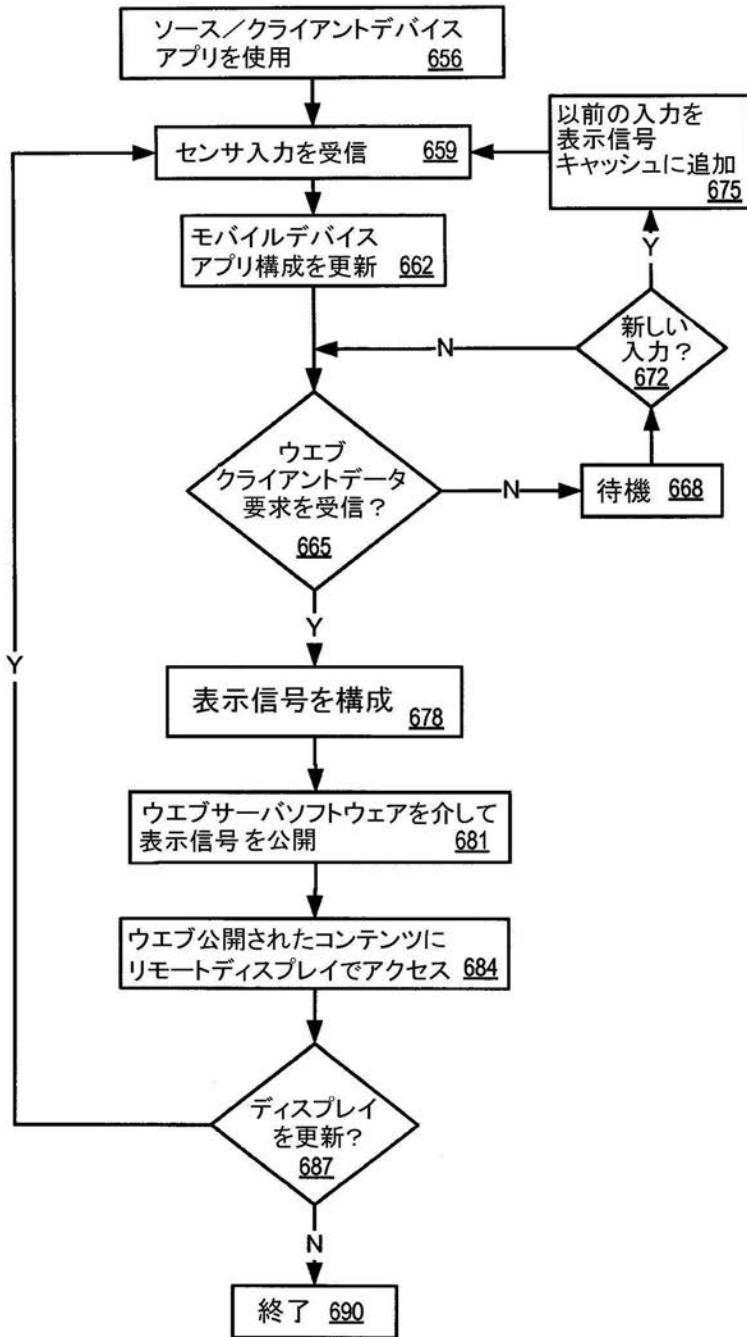 ソース／クライアントデバイス
アプリを使用 656
センサ入力を受信 659
以前の入力を
表示信号
キャッシュに追加
675
モバイルデバイス
アプリ構成を更新 662
Y
新しい
入力？
672
N
ウエブ
クライアントデータ
要求を受信？
665
N
待機 668
Y
Y
表示信号を構成 678
ウエブサーバソフトウェアを介して
表示信号を公開 681
ウエブ公開されたコンテンツに
リモートディスプレイでアクセス 684
ディスプレイ
を更新？
687
N
終了 690